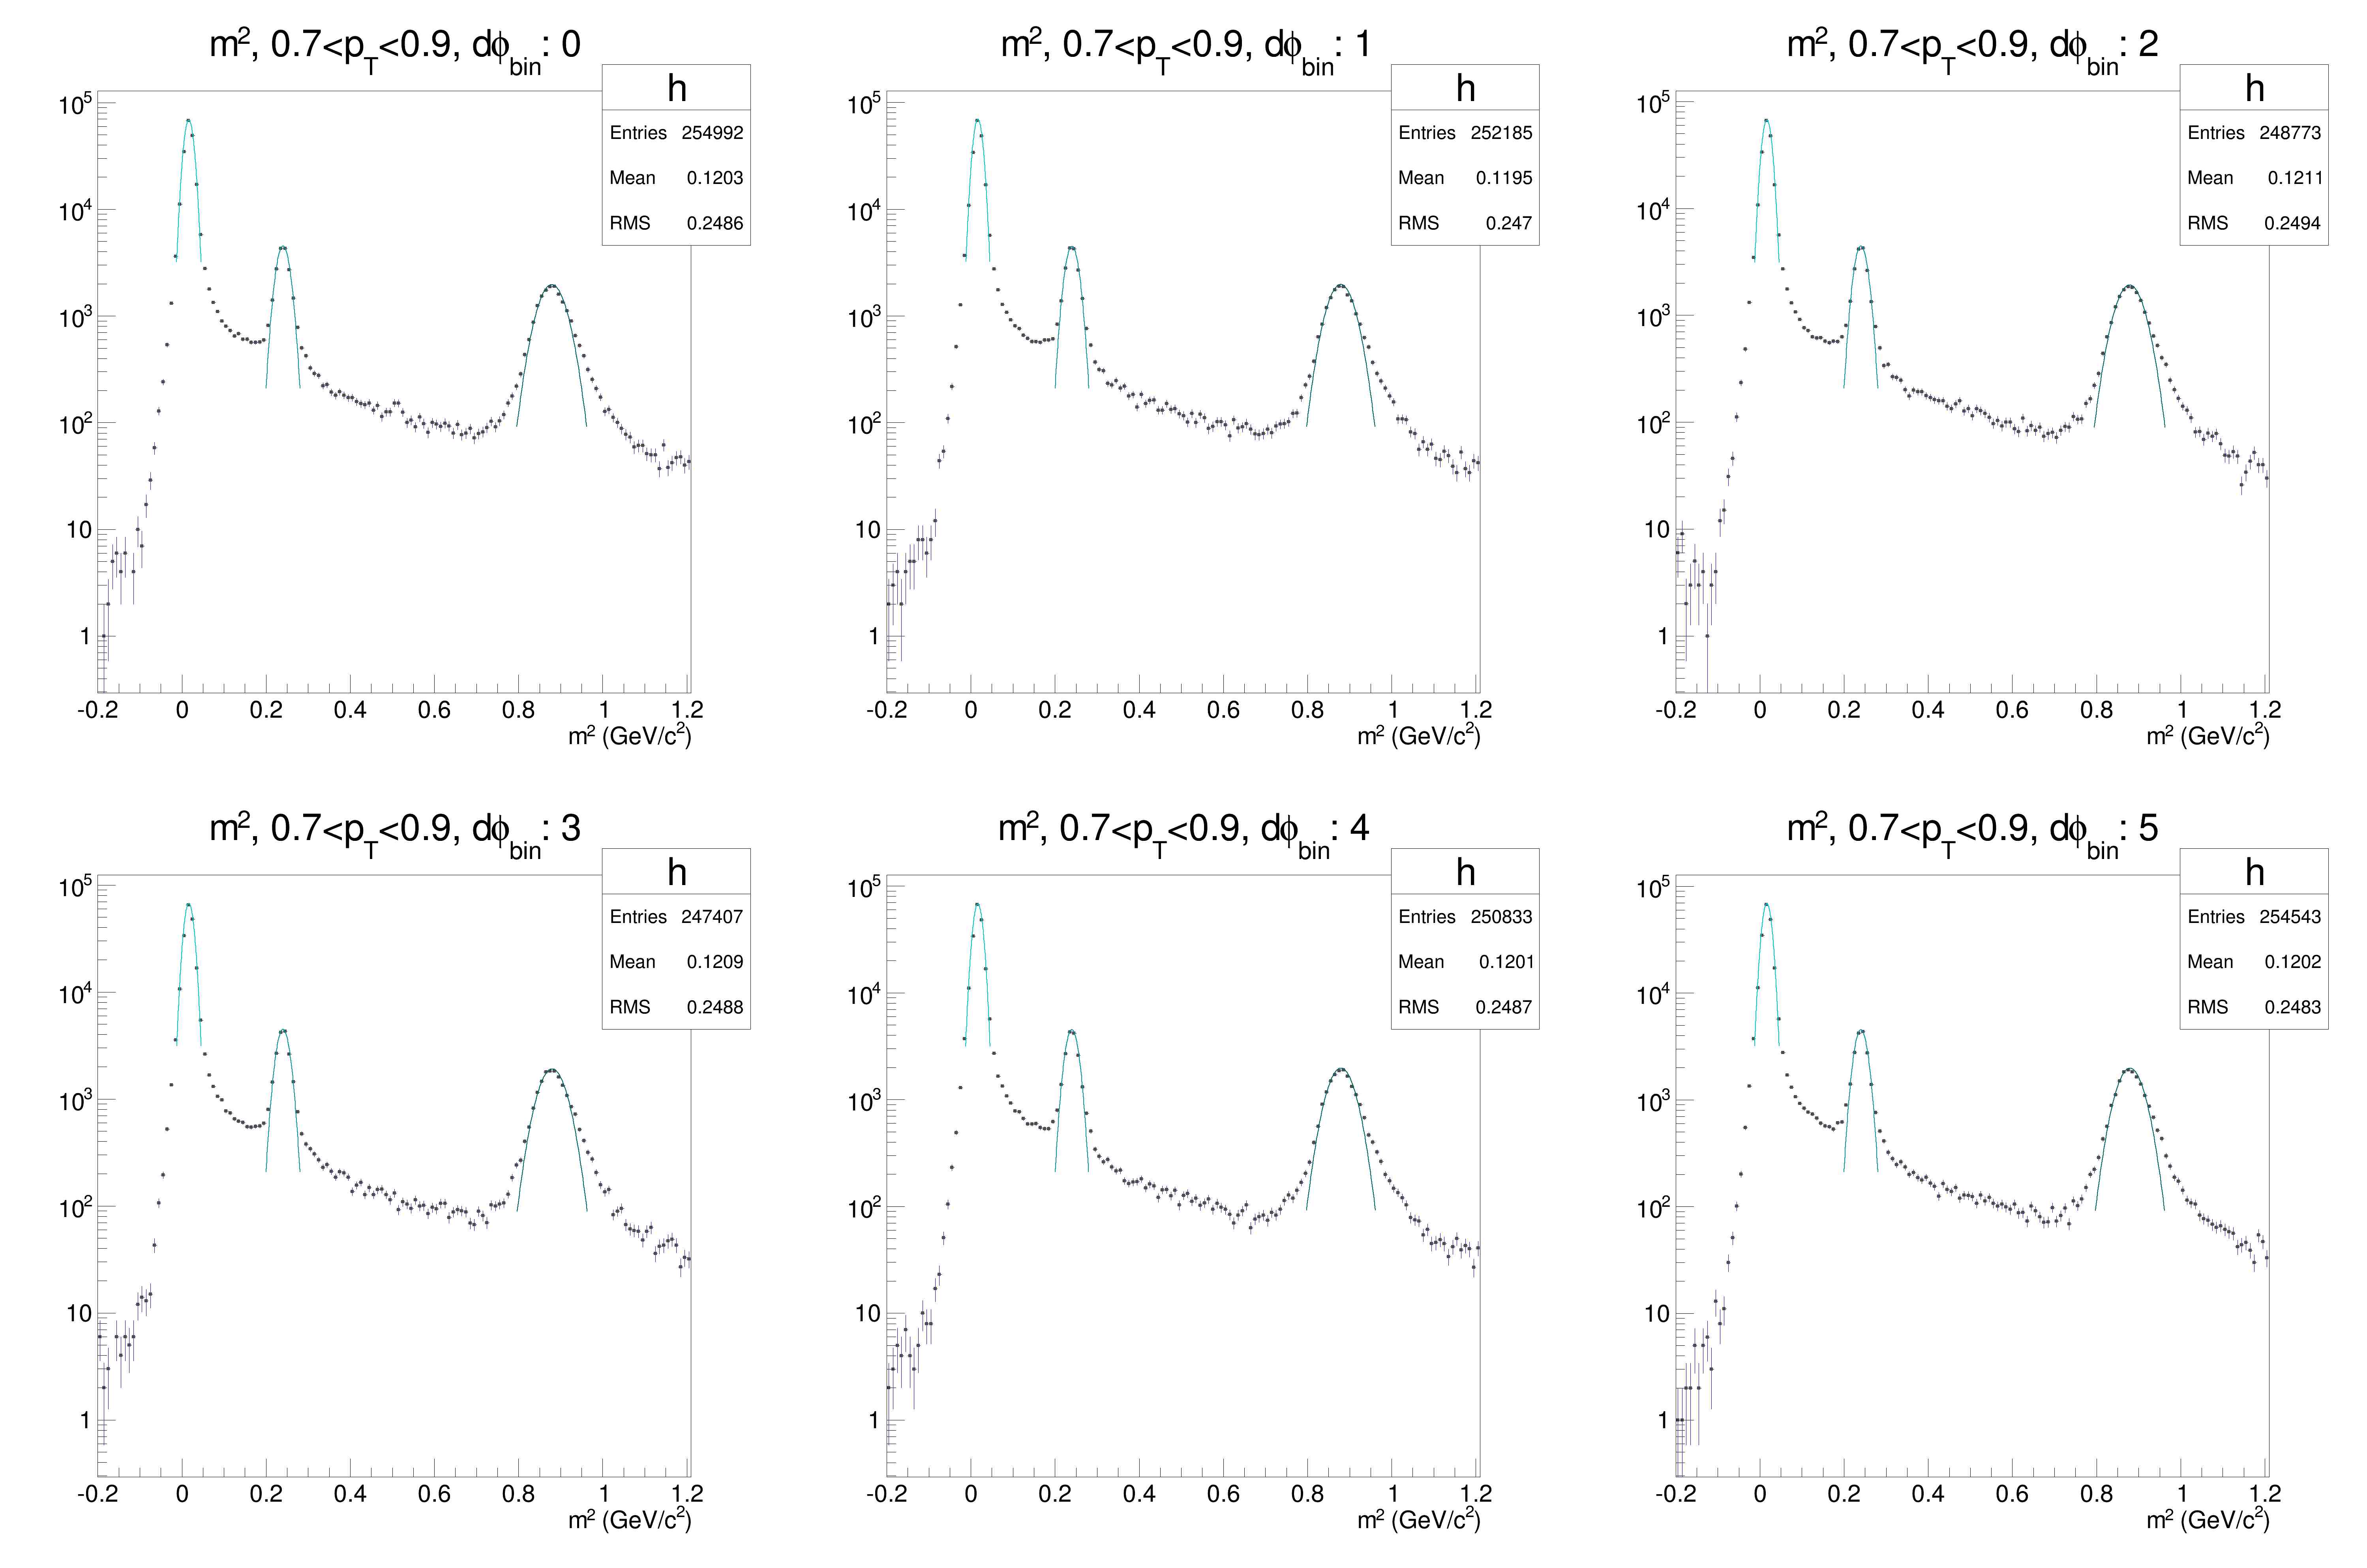 m², 0.7<p_T<0.9, dϕ_bin: 0
h
Entries 254992
Mean 0.1203
RMS 0.2486
10⁵
10⁴
10³
10²
10
1
-0.2 0 0.2 0.4 0.6 0.8 1 1.2
m² (GeV/c²)
m², 0.7<p_T<0.9, dϕ_bin: 1
h
Entries 252185
Mean 0.1195
RMS 0.247
10⁵
10⁴
10³
10²
10
1
-0.2 0 0.2 0.4 0.6 0.8 1 1.2
m² (GeV/c²)
m², 0.7<p_T<0.9, dϕ_bin: 2
h
Entries 248773
Mean 0.1211
RMS 0.2494
10⁵
10⁴
10³
10²
10
1
-0.2 0 0.2 0.4 0.6 0.8 1 1.2
m² (GeV/c²)
m², 0.7<p_T<0.9, dϕ_bin: 3
h
Entries 247407
Mean 0.1209
RMS 0.2488
10⁵
10⁴
10³
10²
10
1
-0.2 0 0.2 0.4 0.6 0.8 1 1.2
m² (GeV/c²)
m², 0.7<p_T<0.9, dϕ_bin: 4
h
Entries 250833
Mean 0.1201
RMS 0.2487
10⁵
10⁴
10³
10²
10
1
-0.2 0 0.2 0.4 0.6 0.8 1 1.2
m² (GeV/c²)
m², 0.7<p_T<0.9, dϕ_bin: 5
h
Entries 254543
Mean 0.1202
RMS 0.2483
10⁵
10⁴
10³
10²
10
1
-0.2 0 0.2 0.4 0.6 0.8 1 1.2
m² (GeV/c²)